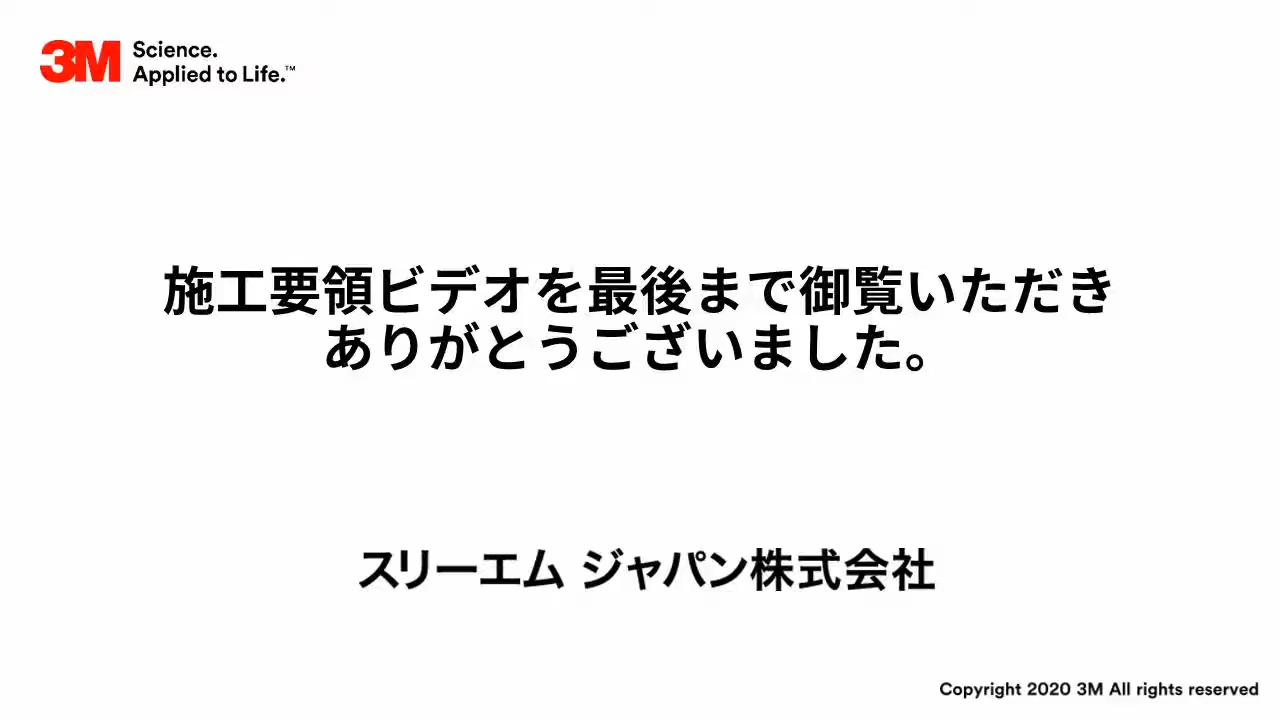 3M Science.
Applied to Life.™
施工要領ビデオを最後まで御覧いただき
ありがとうございました。
スリーエム ジャパン株式会社
Copyright 2020 3M All rights reserved